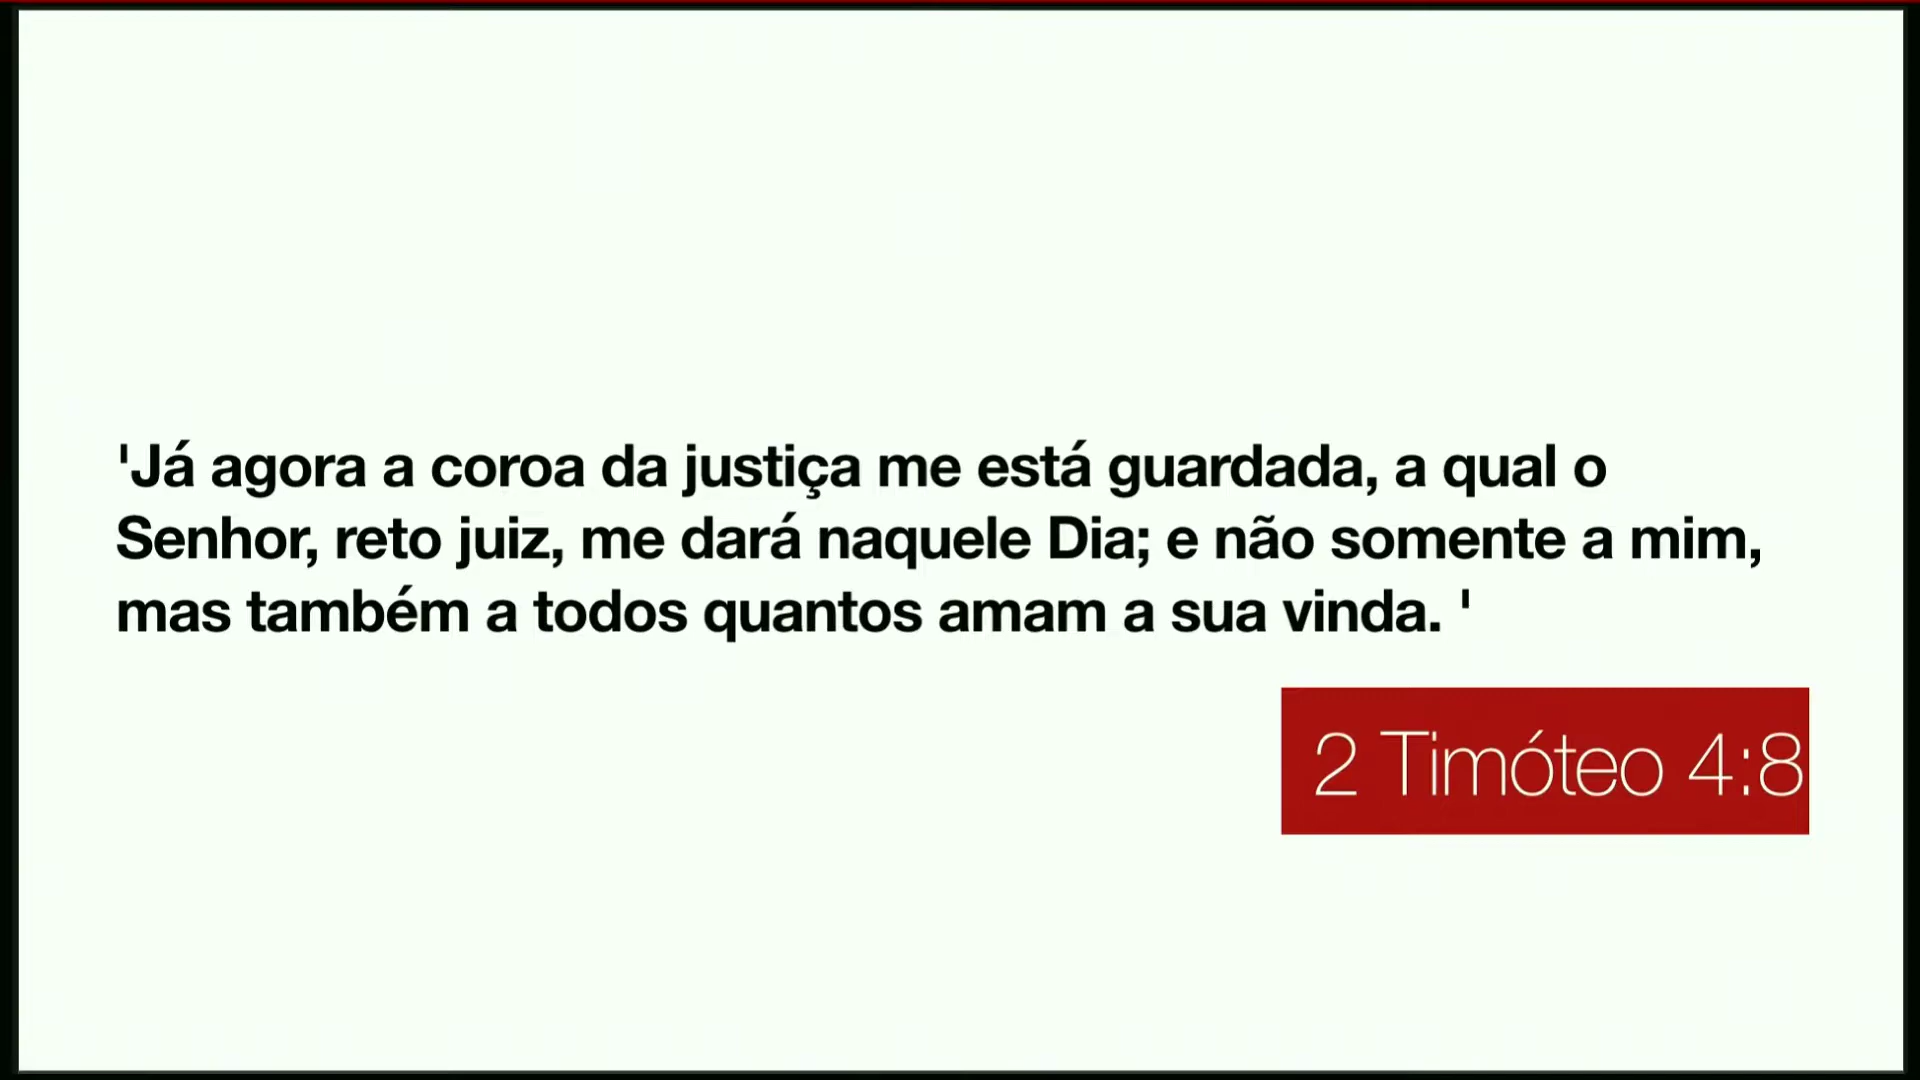 'Já agora a coroa da justiça me está guardada, a qual o
Senhor, reto juiz, me dará naquele Dia; e não somente a mim,
mas também a todos quantos amam a sua vinda. '
2 Timóteo 4:8